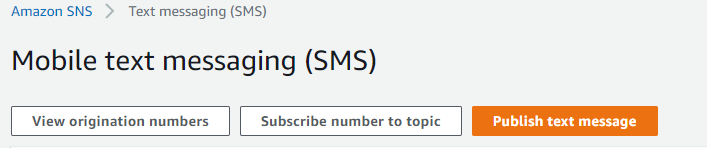 Amazon SNS > Text messaging (SMS)
Mobile text messaging (SMS)
View origination numbers Subscribe number to topic Publish text message